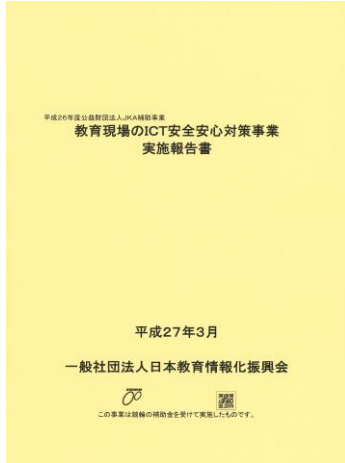 平成26年度公益財団法人JKA補助事業
教育現場のICT安全安心対策事業
実施報告書
平成27年3月
一般社団法人日本教育情報化振興会
この事業は競輪の補助金を受けて実施したものです。